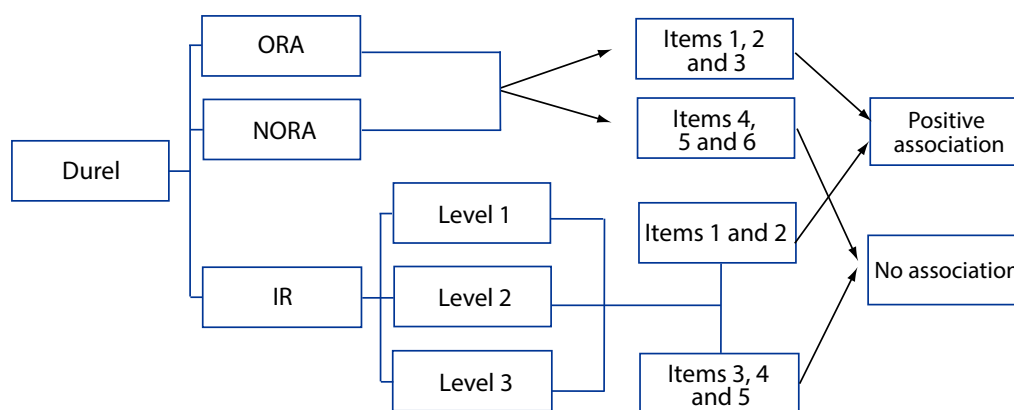 Durel
ORA
NORA
IR
Level 1
Level 2
Level 3
Items 1, 2
and 3
Items 4,
5 and 6
Items 1 and 2
Items 3, 4
and 5
Positive
association
No association